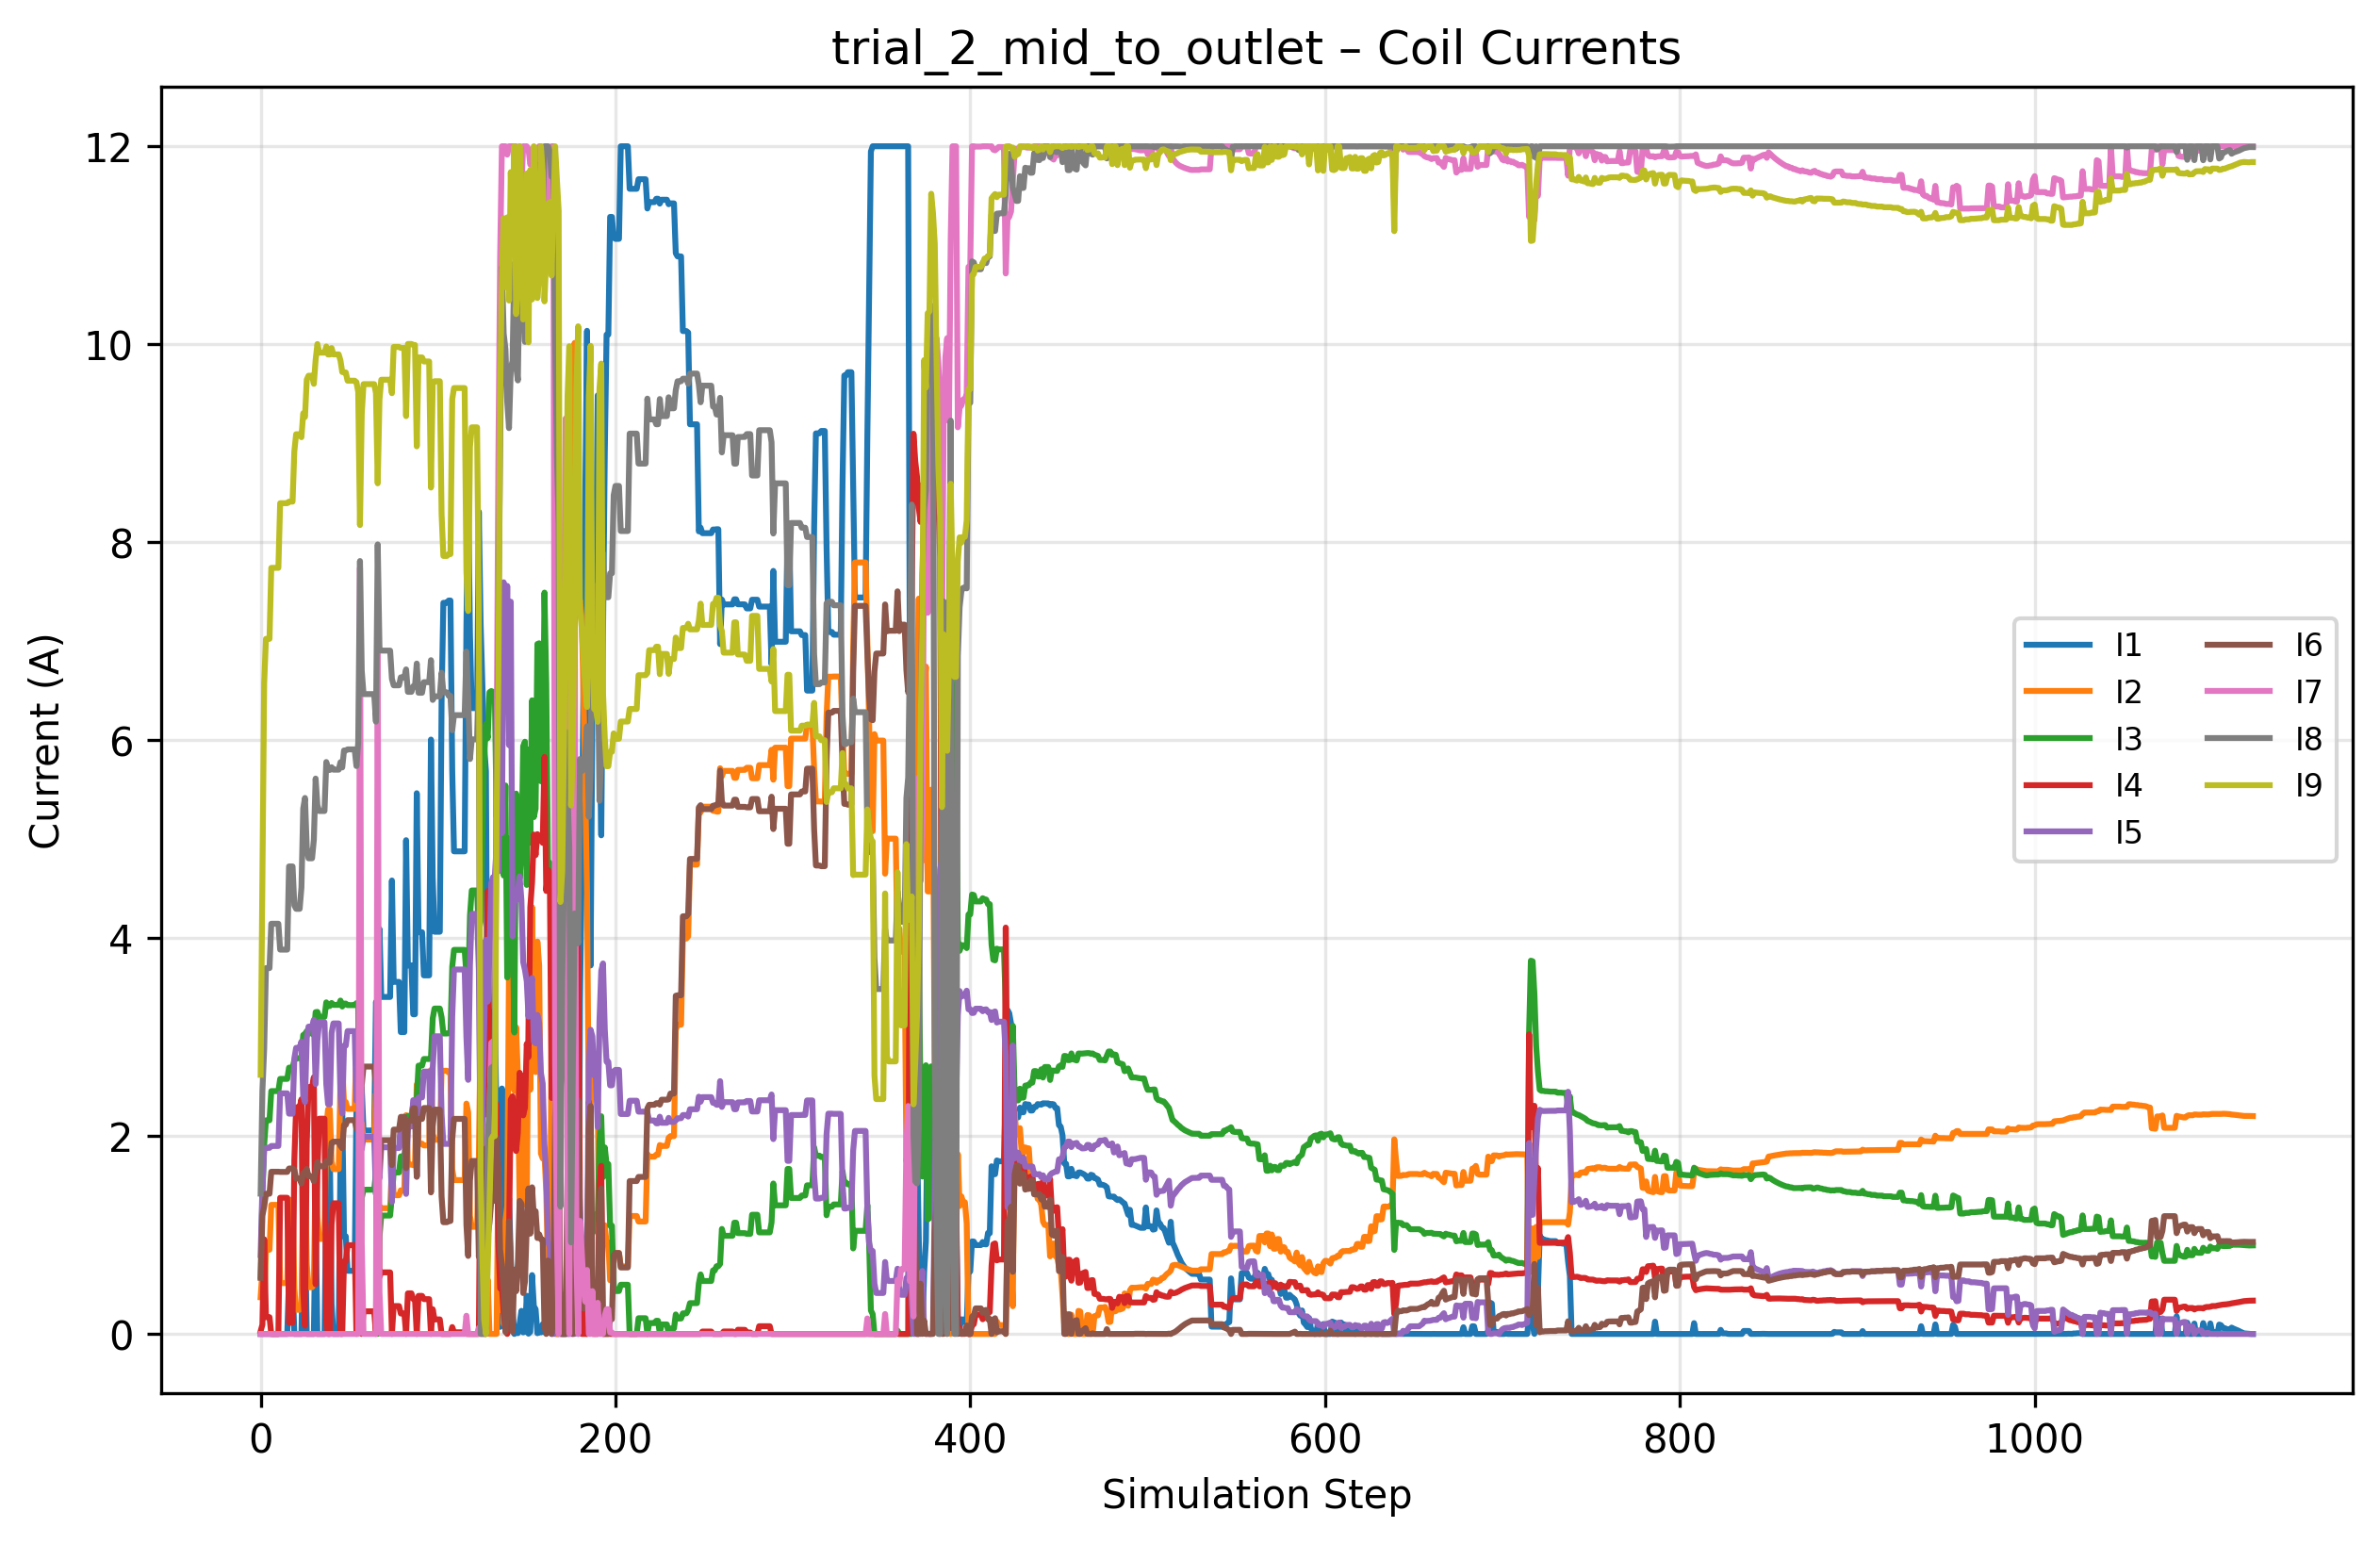 trial_2_mid_to_outlet – Coil Currents
Current (A)
12
10
8
6
4
2
0
I1
I2
I3
I4
I5
I6
I7
I8
I9
0
200
400
600
800
1000
Simulation Step